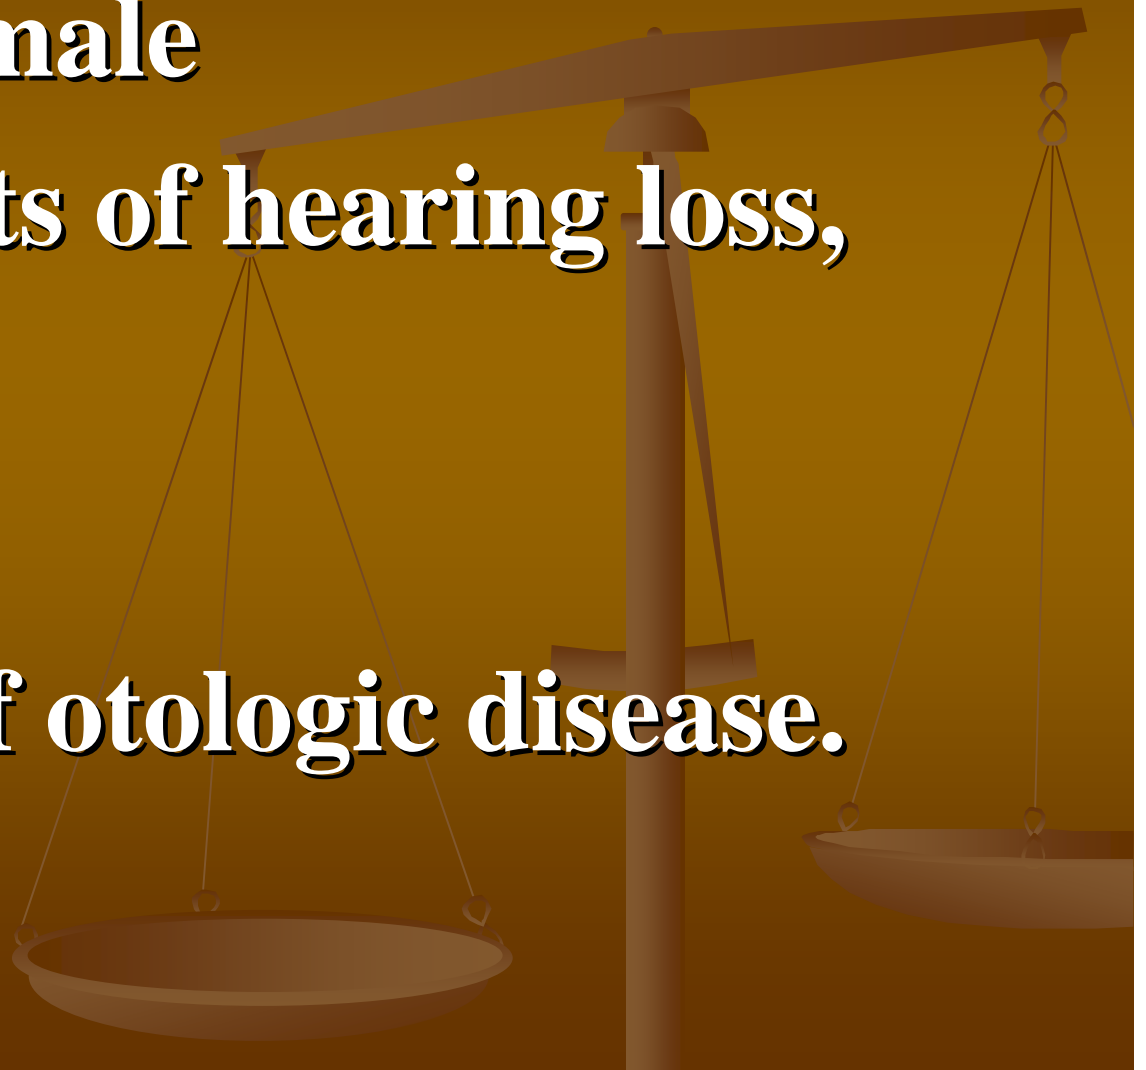 male
ts of hearing loss,
f otologic disease.